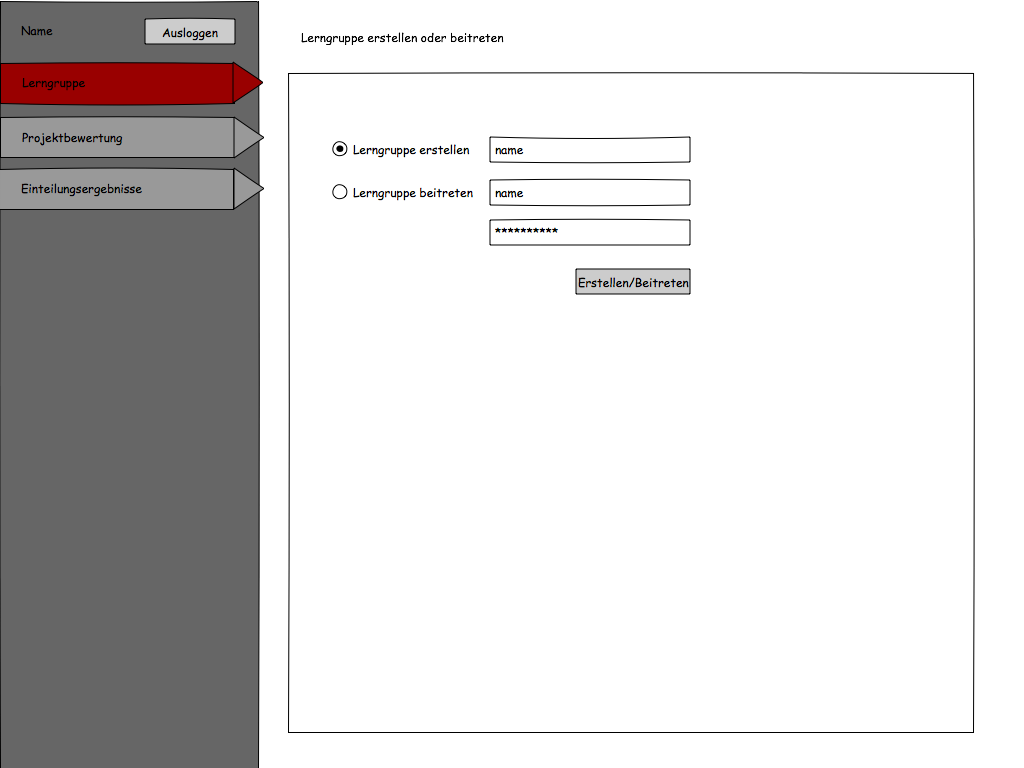 Name
Ausloggen
Lerngruppe
Projektbewertung
Einteilungsergebnisse
Lerngruppe erstellen oder beitreten
Lerngruppe erstellen
name
Lerngruppe beitreten
name
**********
Erstellen/Beitreten